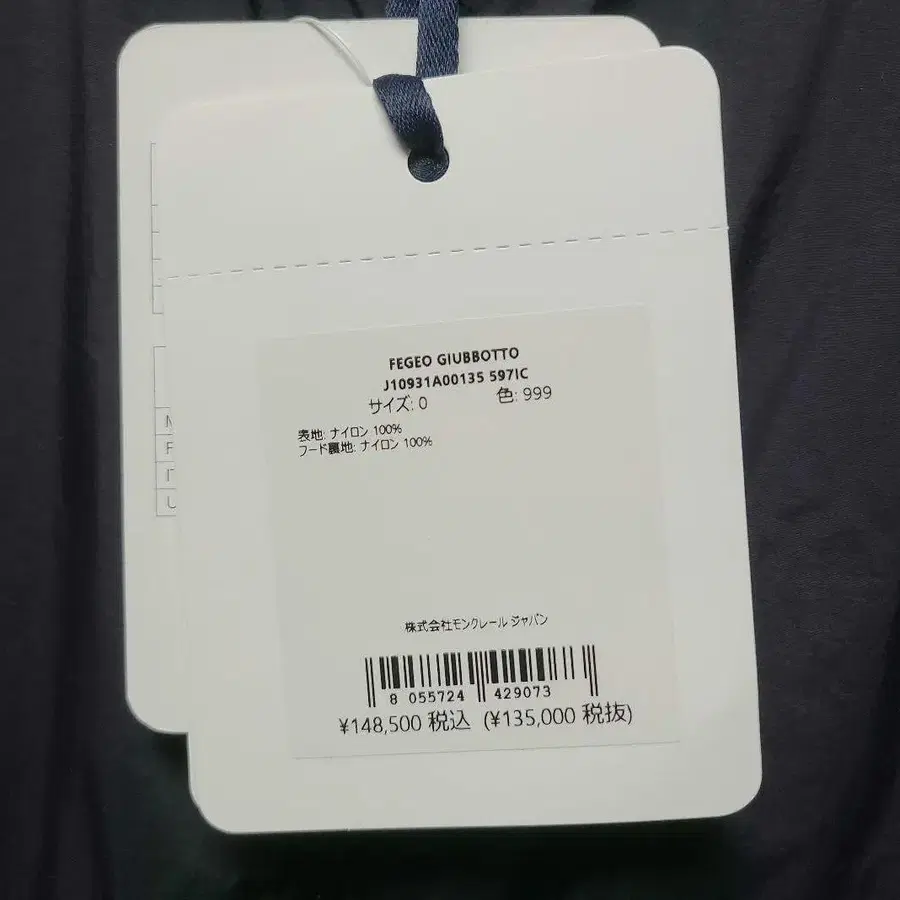 FEGEO GIUBBOTTO
J10931A00135 597IC
サイズ: 0 色: 999
表地: ナイロン 100%
フード裏地: ナイロン 100%
株式会社モンクレール ジャパン
8 055724 429073
¥148,500 税込 (¥135,000 税抜)